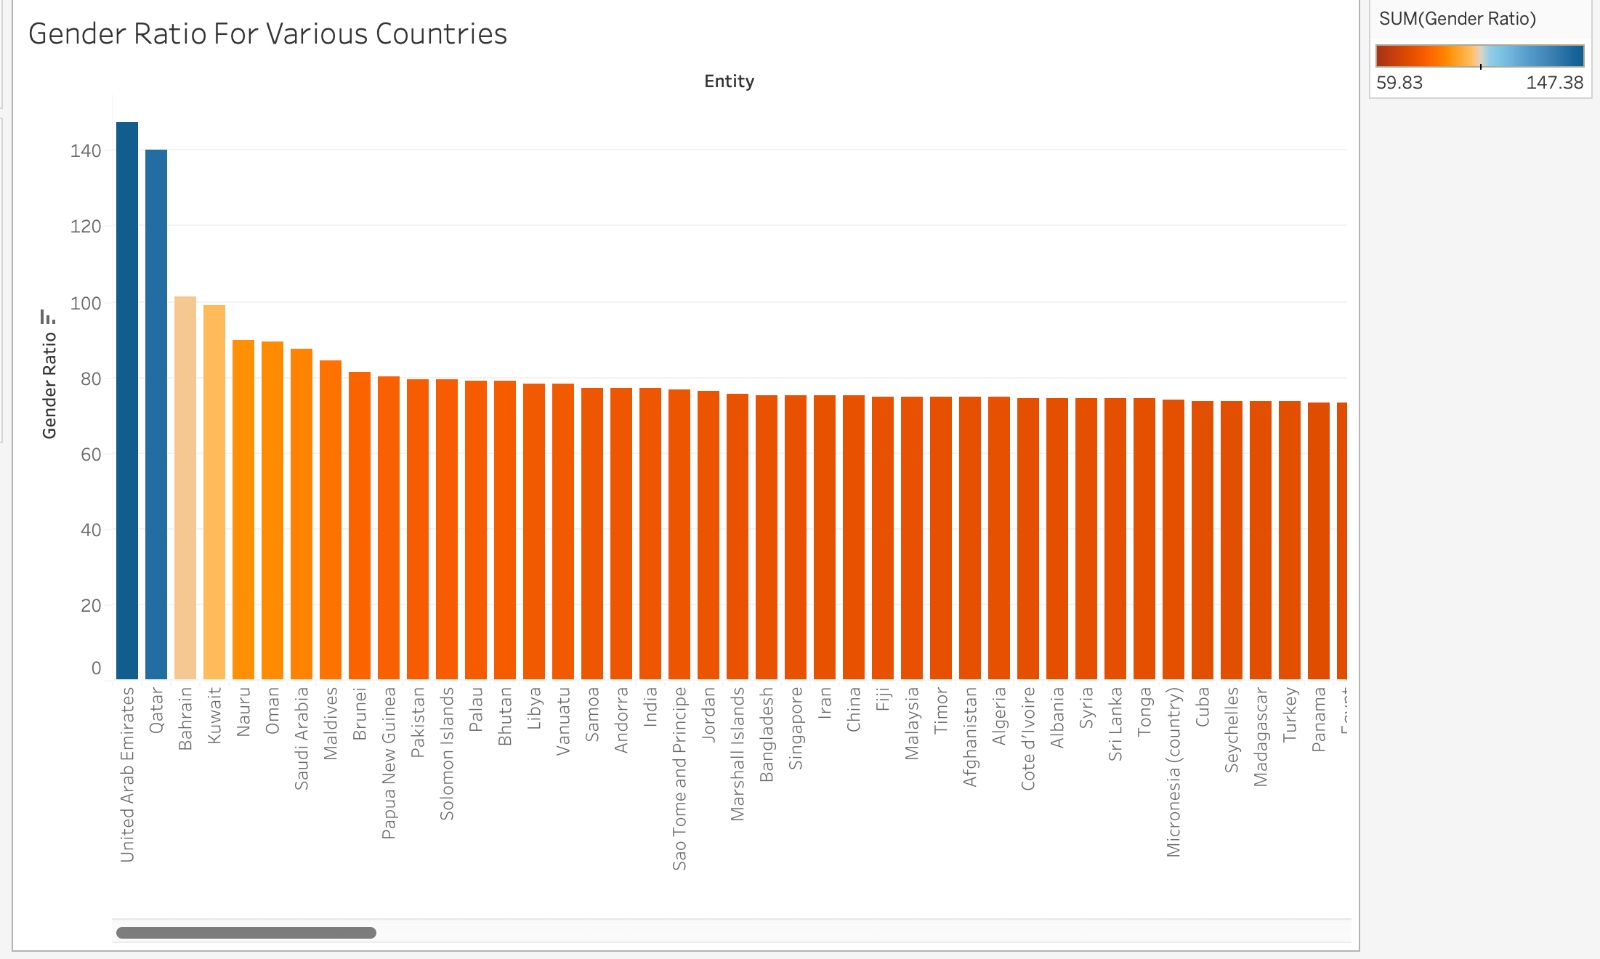 Gender Ratio For Various Countries
SUM(Gender Ratio)
59.83
147.38
Entity
Gender Ratio
140
120
100
80
60
40
20
0
United Arab Emirates
Qatar
Bahrain
Kuwait
Nauru
Oman
Saudi Arabia
Maldives
Brunei
Papua New Guinea
Pakistan
Solomon Islands
Palau
Bhutan
Libya
Vanuatu
Samoa
Andorra
India
Sao Tome and Principe
Jordan
Marshall Islands
Bangladesh
Singapore
Iran
China
Fiji
Malaysia
Timor
Afghanistan
Algeria
Cote d'Ivoire
Albania
Syria
Sri Lanka
Tonga
Micronesia (country)
Cuba
Seychelles
Madagascar
Turkey
Panama